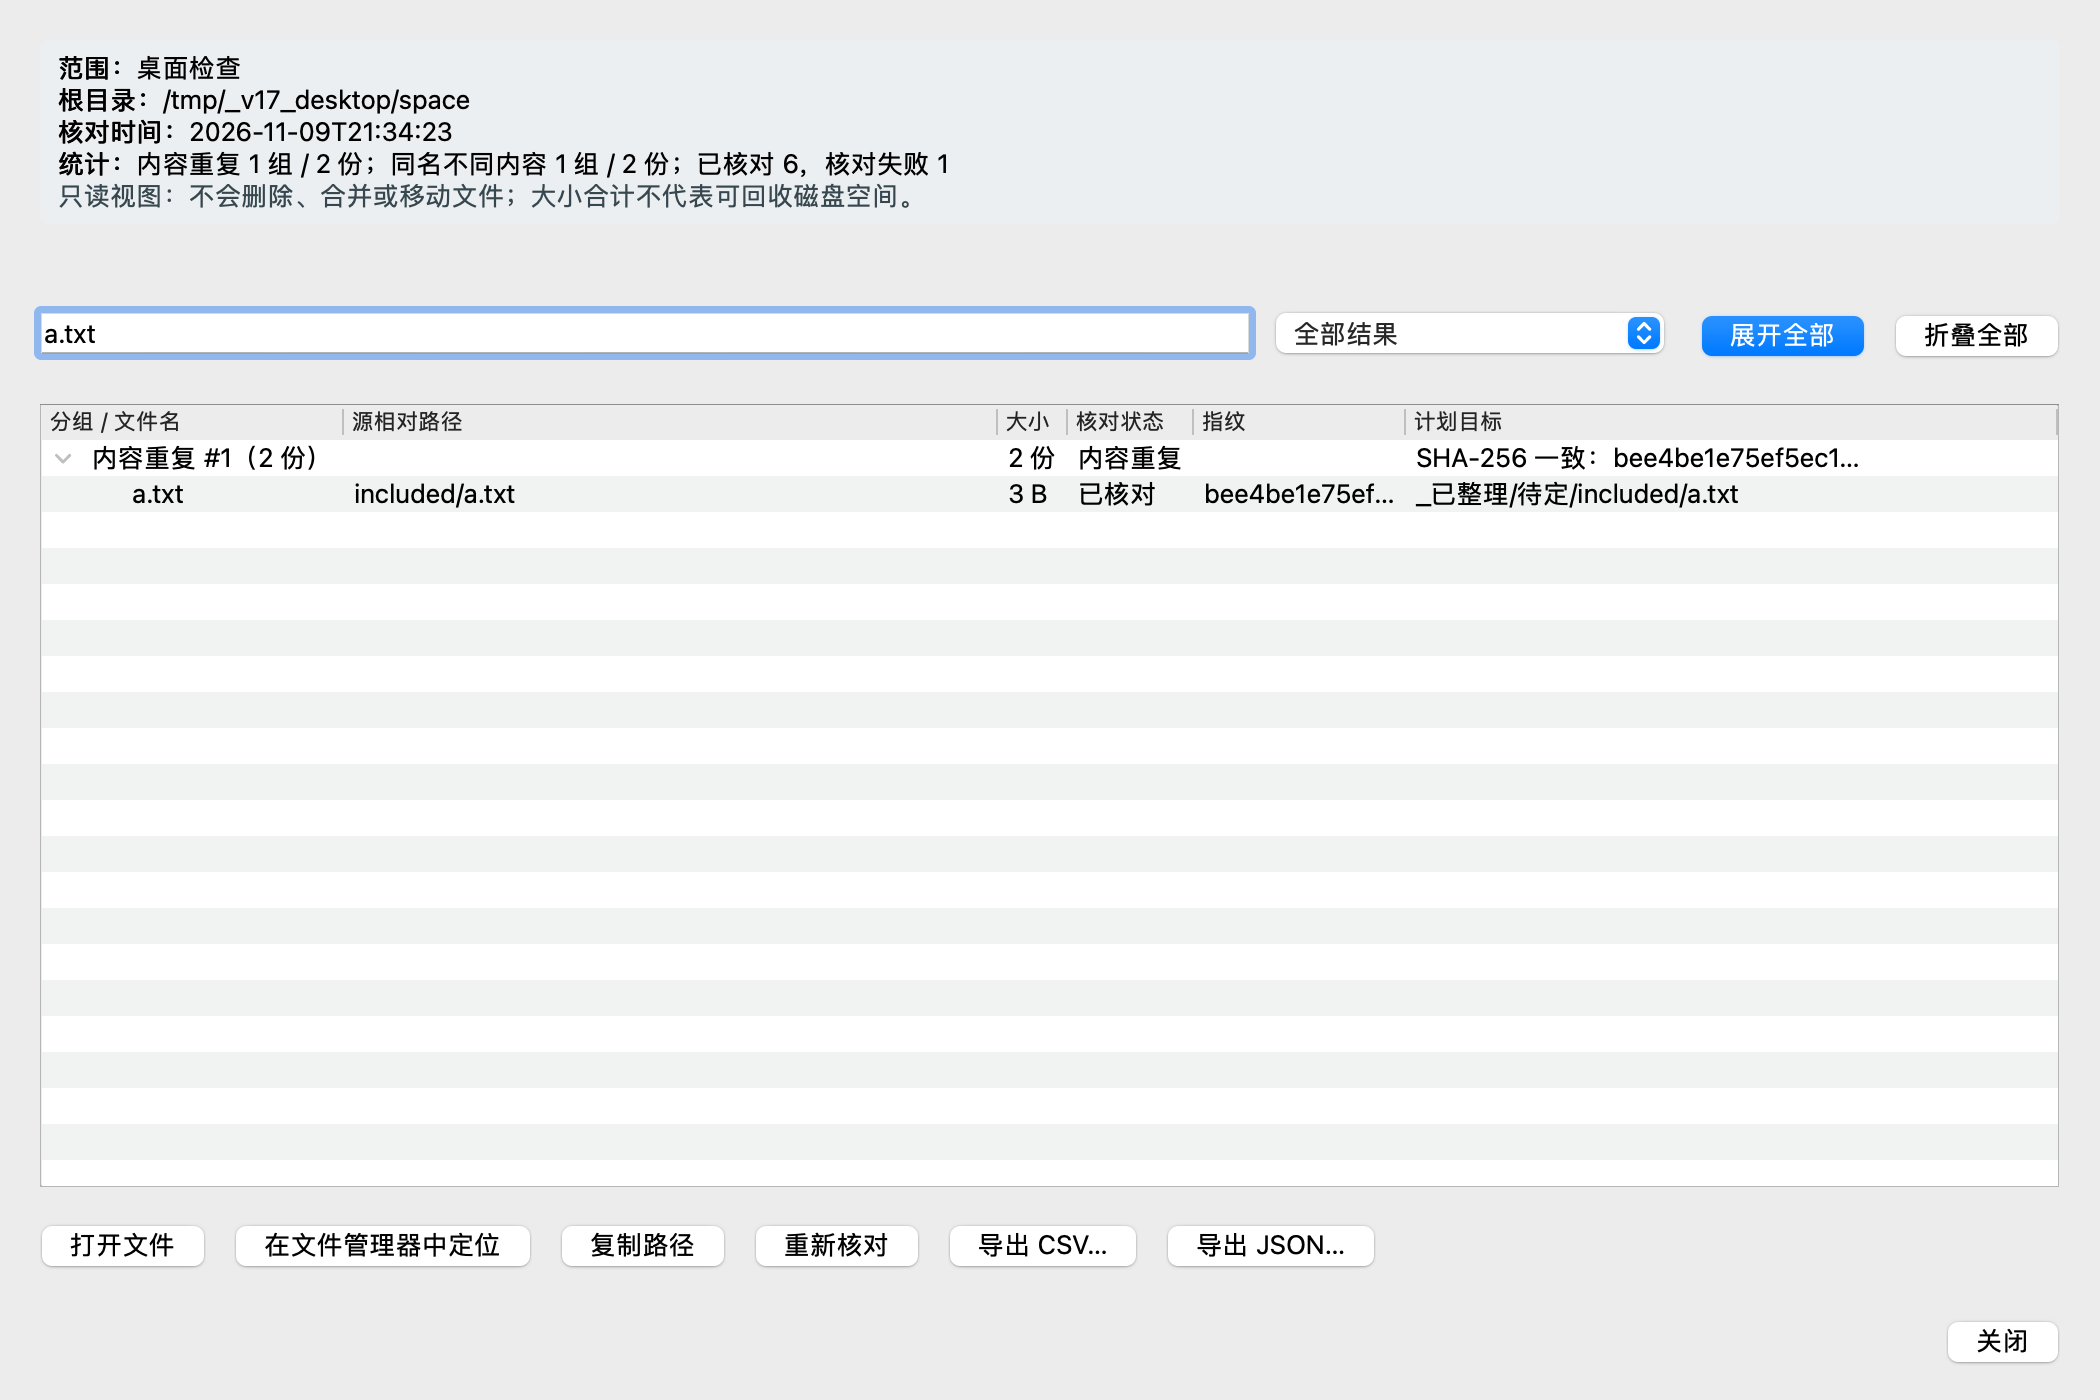 范围：桌面检查
根目录：/tmp/_v17_desktop/space
核对时间：2026-11-09T21:34:23
统计：内容重复 1 组 / 2 份；同名不同内容 1 组 / 2 份；已核对 6，核对失败 1
只读视图：不会删除、合并或移动文件；大小合计不代表可回收磁盘空间。
a.txt 全部结果 展开全部 折叠全部
分组 / 文件名 源相对路径 大小 核对状态 指纹 计划目标
内容重复 #1（2 份） 2 份 内容重复 SHA-256 一致：bee4be1e75ef5ec1...
a.txt included/a.txt 3 B 已核对 bee4be1e75ef... _已整理/待定/included/a.txt
打开文件 在文件管理器中定位 复制路径 重新核对 导出 CSV... 导出 JSON...
关闭